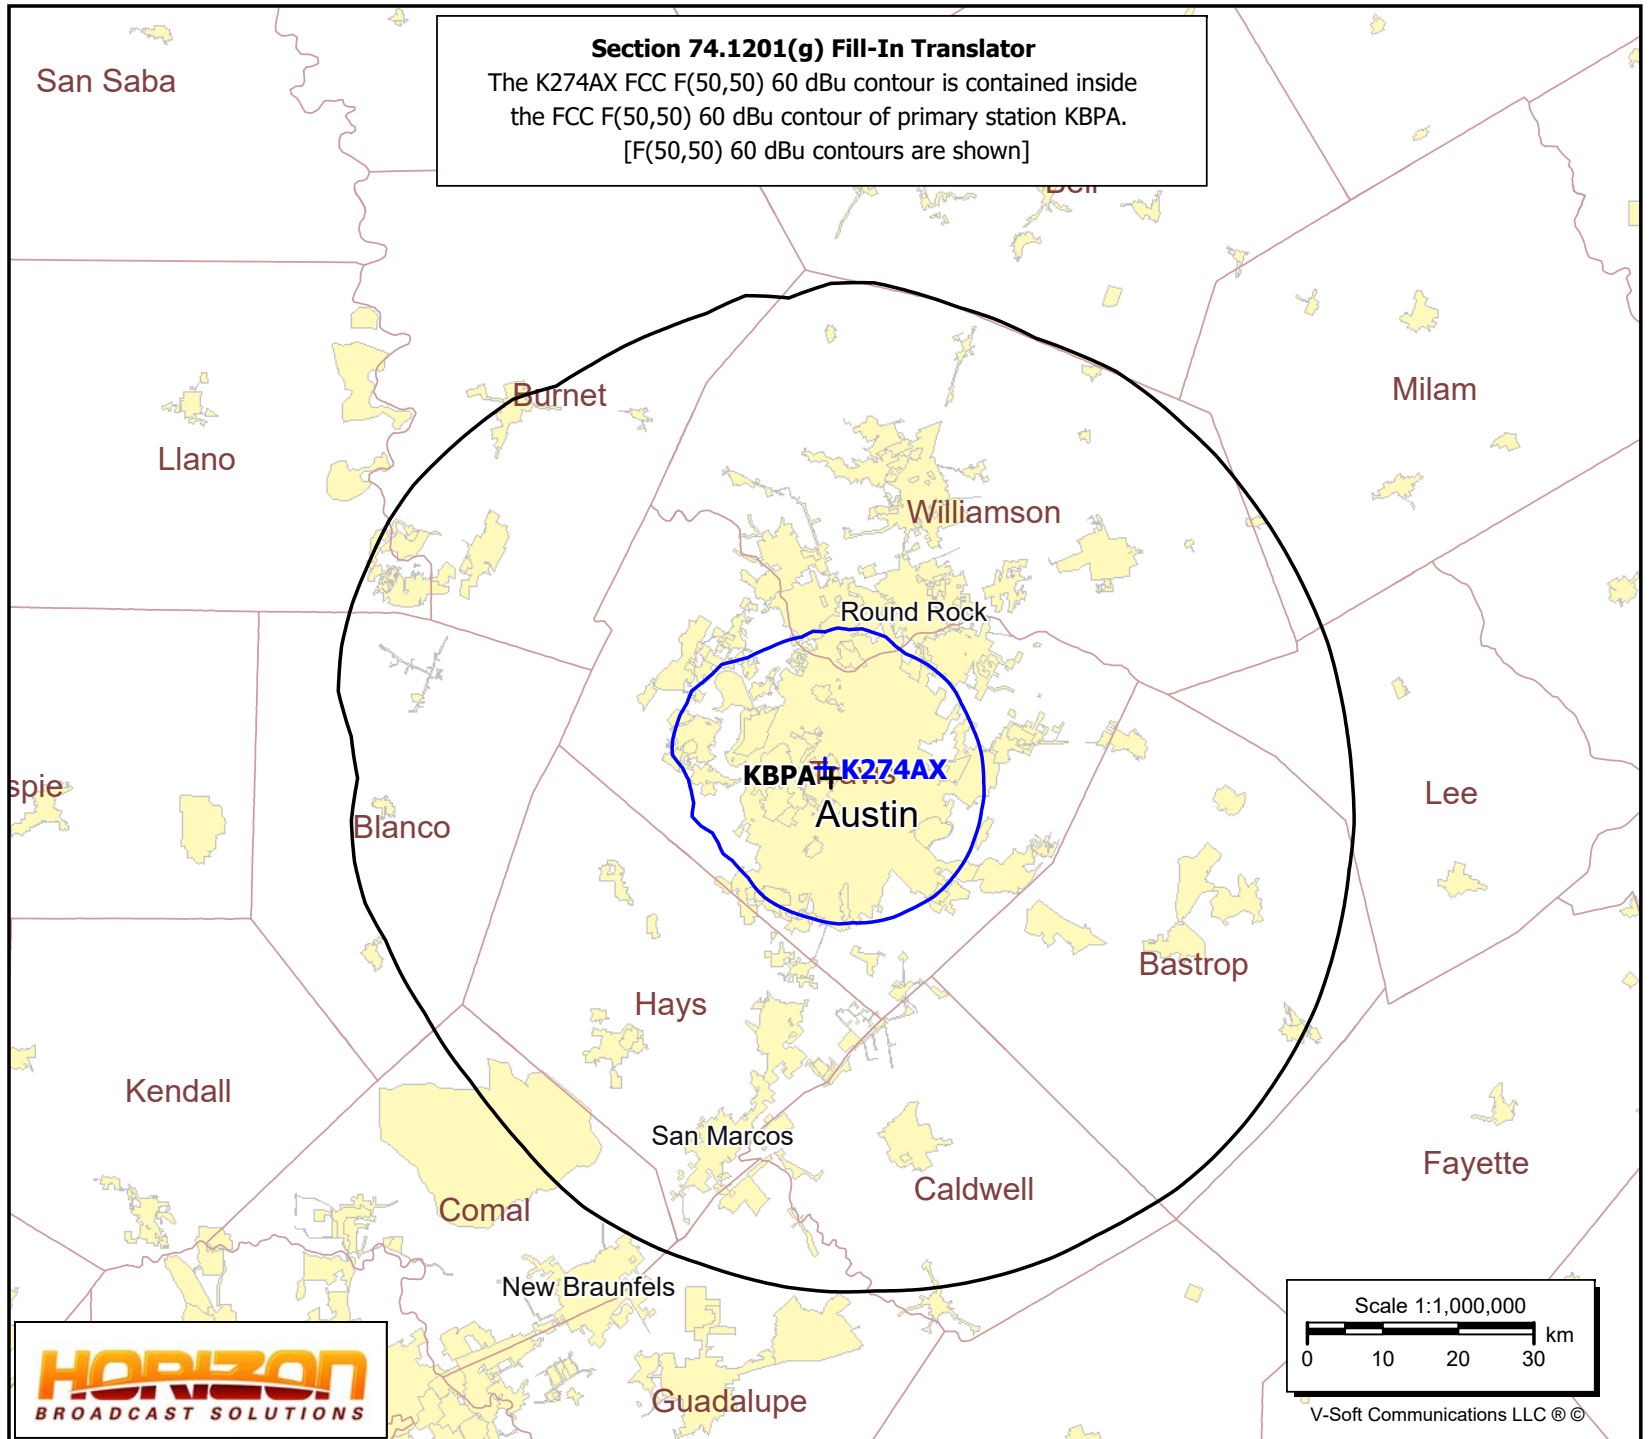 Section 74.1201(g) Fill-In Translator
The K274AX FCC F(50,50) 60 dBu contour is contained inside
the FCC F(50,50) 60 dBu contour of primary station KBPA.
[F(50,50) 60 dBu contours are shown]
San Saba
Bell
Burnet
Milam
Llano
Williamson
Round Rock
KBPA
K274AX
Travis
Austin
spie
Blanco
Lee
Bastrop
Hays
Kendall
San Marcos
Fayette
Caldwell
Comal
New Braunfels
Guadalupe
Scale 1:1,000,000
km
0 10 20 30
V-Soft Communications LLC ® ©
HORIZON
BROADCAST SOLUTIONS